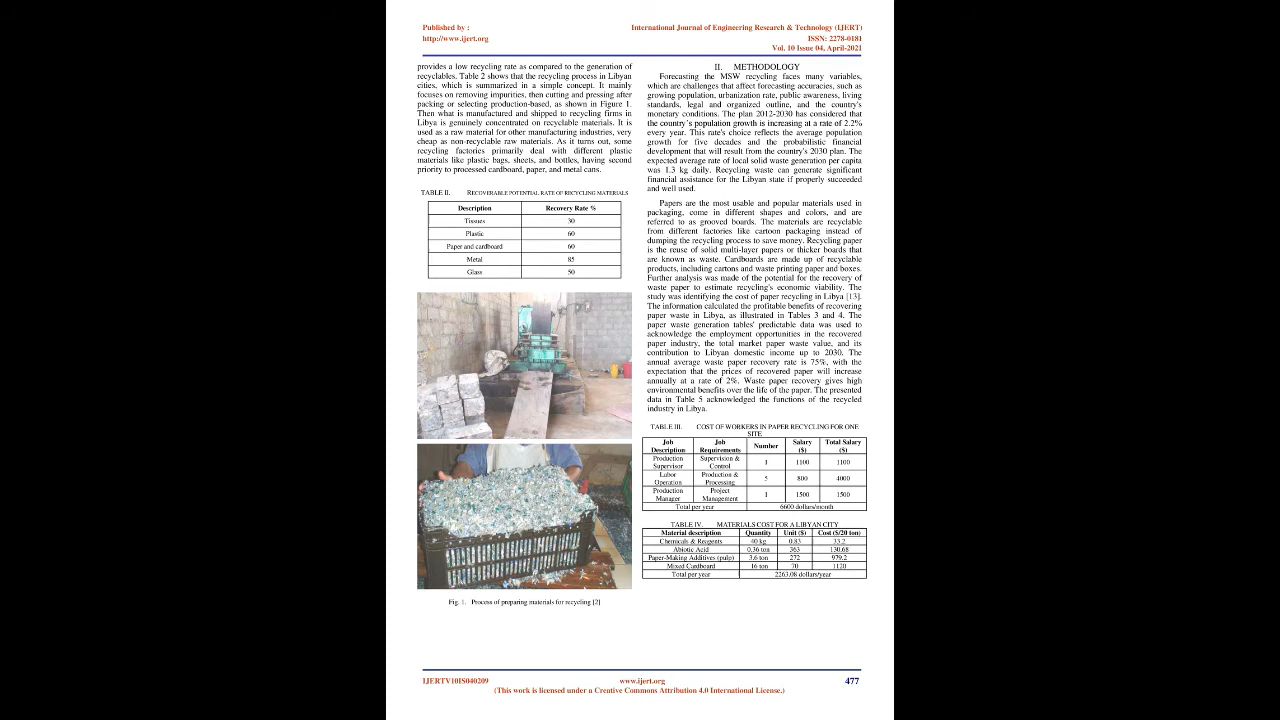 Published by :
International Journal of Engineering Research & Technology (IJERT)
http://www.ijert.org
ISSN: 2278-0181
Vol. 10 Issue 04, April-2021
provides a low recycling rate as compared to the generation of
recyclables. Table 2 shows that the recycling process in Libyan
cities, which is summarized in a simple concept. It mainly
focuses on removing impurities, then cutting and pressing after
packing or selecting production-based, as shown in Figure 1.
Then what is manufactured and shipped to recycling firms in
Libya is genuinely concentrated on recyclable materials. It is
used as a raw material for other manufacturing industries, very
cheap as non-recyclable raw materials. As it turns out, some
recycling factories primarily deal with different plastic
materials like plastic bags, sheets, and bottles, having second
priority to processed cardboard, paper, and metal cans.
TABLE II. RECOVERABLE POTENTIAL RATE OF RECYCLING MATERIALS
Description Recovery Rate %
Tissues 30
Plastic 60
Paper and cardboard 60
Metal 85
Glass 50
Fig. 1. Process of preparing materials for recycling [2]
II. METHODOLOGY
Forecasting the MSW recycling faces many variables,
which are challenges that affect forecasting accuracies, such as
growing population, urbanization rate, public awareness, living
standards, legal and organized outline, and the country's
monetary conditions. The plan 2012-2030 has considered that
the country's population growth is increasing at a rate of 2.2%
every year. This rate's choice reflects the average population
growth for five decades and the probabilistic financial
development that will result from the country's 2030 plan. The
expected average rate of local solid waste generation per capita
was 1.3 kg daily. Recycling waste can generate significant
financial assistance for the Libyan state if properly succeeded
and well used.
Papers are the most usable and popular materials used in
packaging, come in different shapes and colors, and are
referred to as grooved boards. The materials are recyclable
from different factories like cartoon packaging instead of
dumping the recycling process to save money. Recycling paper
is the reuse of solid multi-layer papers or thicker boards that
are known as waste. Cardboards are made up of recyclable
products, including cartons and waste printing paper and boxes.
Further analysis was made of the potential for the recovery of
waste paper to estimate recycling's economic viability. The
study was identifying the cost of paper recycling in Libya [13].
The information calculated the profitable benefits of recovering
paper waste in Libya, as illustrated in Tables 3 and 4. The
paper waste generation tables' predictable data was used to
acknowledge the employment opportunities in the recovered
paper industry, the total market paper waste value, and its
contribution to Libyan domestic income up to 2030. The
annual average waste paper recovery rate is 75%, with the
expectation that the prices of recovered paper will increase
annually at a rate of 2%. Waste paper recovery gives high
environmental benefits over the life of the paper. The presented
data in Table 5 acknowledged the functions of the recycled
industry in Libya.
TABLE III. COST OF WORKERS IN PAPER RECYCLING FOR ONE
SITE
Job Description Job Requirements Number Salary ($) Total Salary ($)
Production Supervisor Supervision & Control 1 1100 1100
Labor Operation Production & Processing 5 800 4000
Production Manager Project Management 1 1500 1500
Total per year 6600 dollars/month
TABLE IV. MATERIALS COST FOR A LIBYAN CITY
Material description Quantity Unit ($) Cost ($/20 ton)
Chemicals & Reagents 40 kg 0.83 33.2
Abiotic Acid 0.36 ton 363 130.68
Paper-Making Additives (pulp) 3.6 ton 272 979.2
Mixed Cardboard 16 ton 70 1120
Total per year 2263.08 dollars/year
IJERTV10IS040209
www.ijert.org
477
(This work is licensed under a Creative Commons Attribution 4.0 International License.)